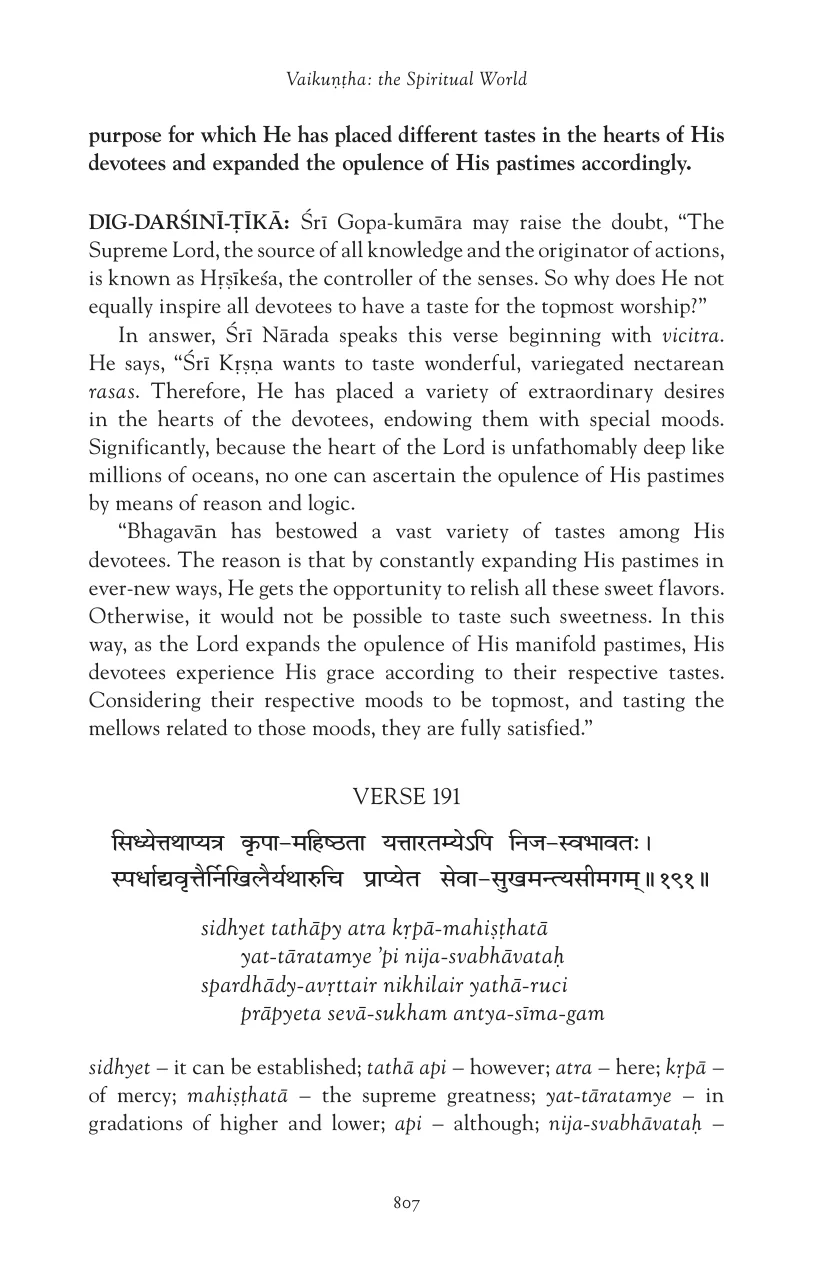 Vaikuṇṭha: the Spiritual World
purpose for which He has placed different tastes in the hearts of His
devotees and expanded the opulence of His pastimes accordingly.
DIG-DARŚINĪ-ṬĪKĀ: Śrī Gopa-kumāra may raise the doubt, “The
Supreme Lord, the source of all knowledge and the originator of actions,
is known as Hṛṣīkeśa, the controller of the senses. So why does He not
equally inspire all devotees to have a taste for the topmost worship?”
In answer, Śrī Nārada speaks this verse beginning with vicitra.
He says, “Śrī Kṛṣṇa wants to taste wonderful, variegated nectarean
rasas. Therefore, He has placed a variety of extraordinary desires
in the hearts of the devotees, endowing them with special moods.
Significantly, because the heart of the Lord is unfathomably deep like
millions of oceans, no one can ascertain the opulence of His pastimes
by means of reason and logic.
“Bhagavān has bestowed a vast variety of tastes among His
devotees. The reason is that by constantly expanding His pastimes in
ever-new ways, He gets the opportunity to relish all these sweet flavors.
Otherwise, it would not be possible to taste such sweetness. In this
way, as the Lord expands the opulence of His manifold pastimes, His
devotees experience His grace according to their respective tastes.
Considering their respective moods to be topmost, and tasting the
mellows related to those moods, they are fully satisfied.”
VERSE 191
सिध्येत्तथाप्यत्र कृपा-महिष्ठता यत्तारतम्येऽपि निज-स्वभावतः।
स्पर्धाद्यवृत्तैर्निखिलैर्यथारुचि प्राप्येत सेवा-सुखमन्त्यसीमगम्॥१९१॥
sidhyet tathāpy atra kṛpā-mahiṣṭhatā
yat-tāratamye ’pi nija-svabhāvataḥ
spardhādy-avṛttair nikhilair yathā-ruci
prāpyeta sevā-sukham antya-sīma-gam
sidhyet – it can be established; tathā api – however; atra – here; kṛpā –
of mercy; mahiṣṭhatā – the supreme greatness; yat-tāratamye – in
gradations of higher and lower; api – although; nija-svabhāvataḥ –
807